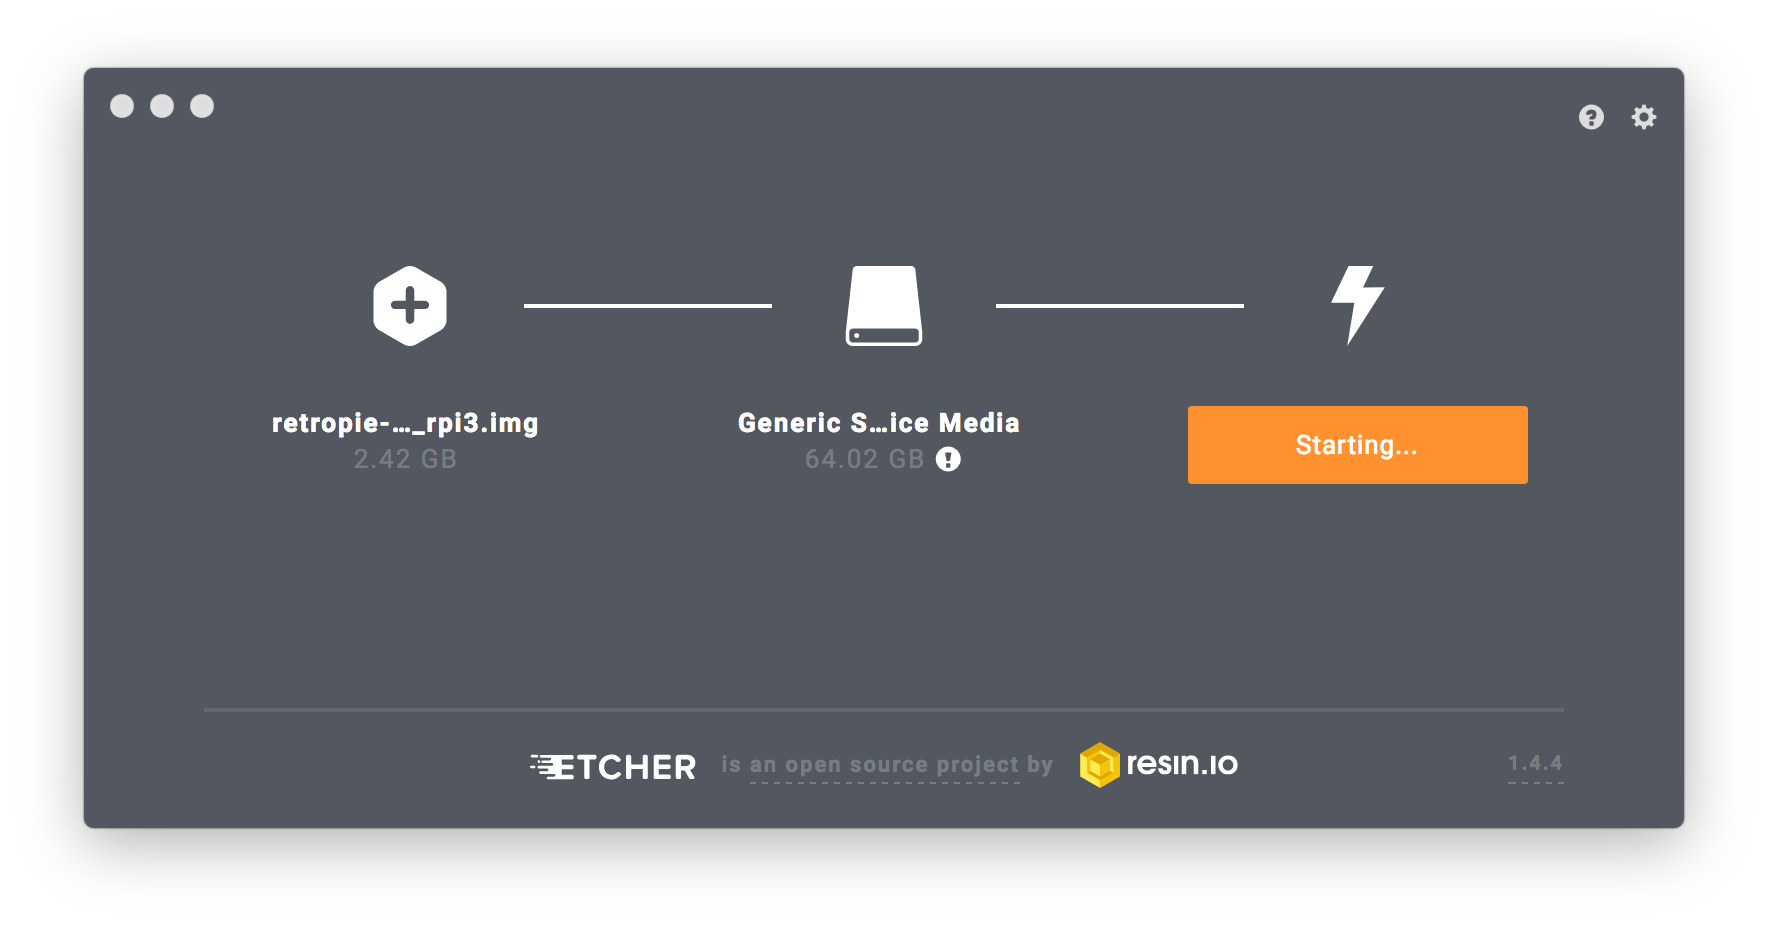 retropie-..._rpi3.img
2.42 GB
Generic S...ice Media
64.02 GB
Starting...
ETCHER is an open source project by resin.io
1.4.4